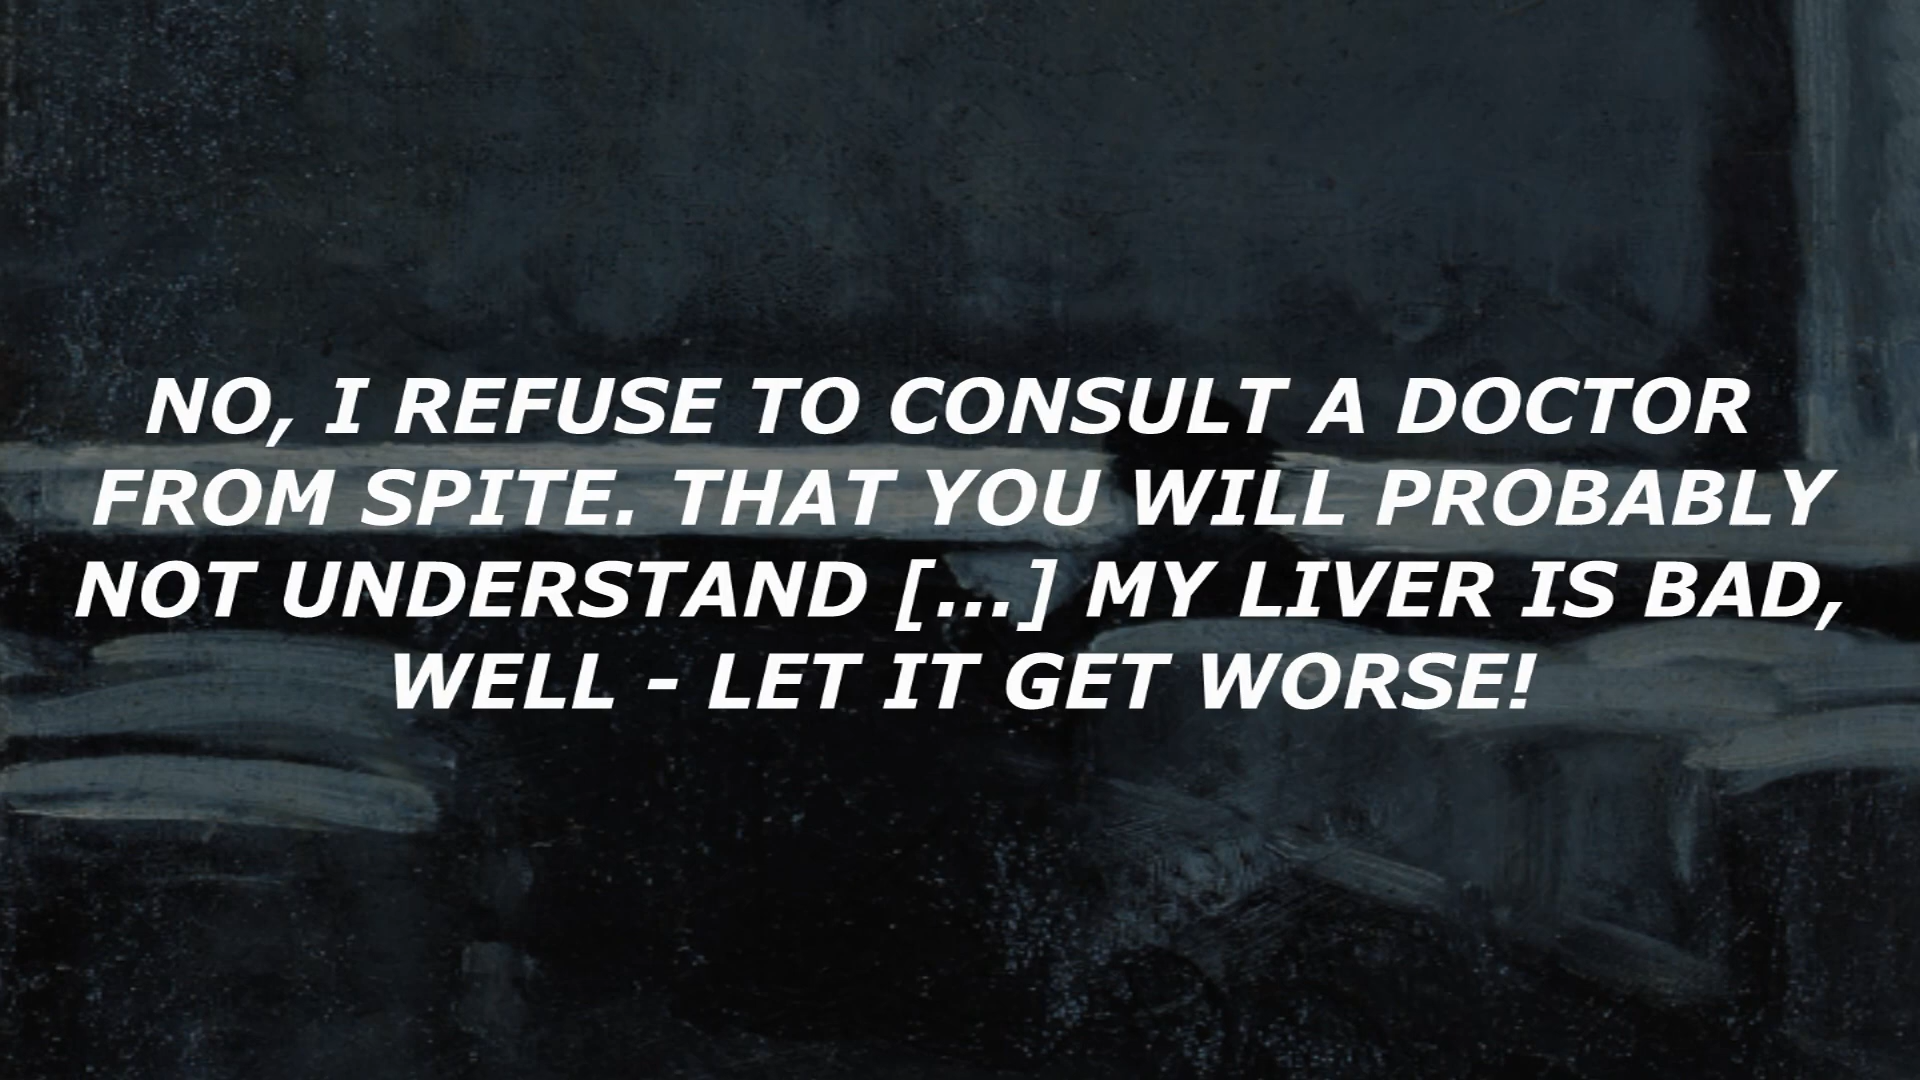 NO, I REFUSE TO CONSULT A DOCTOR
FROM SPITE. THAT YOU WILL PROBABLY
NOT UNDERSTAND [...] MY LIVER IS BAD,
WELL - LET IT GET WORSE!